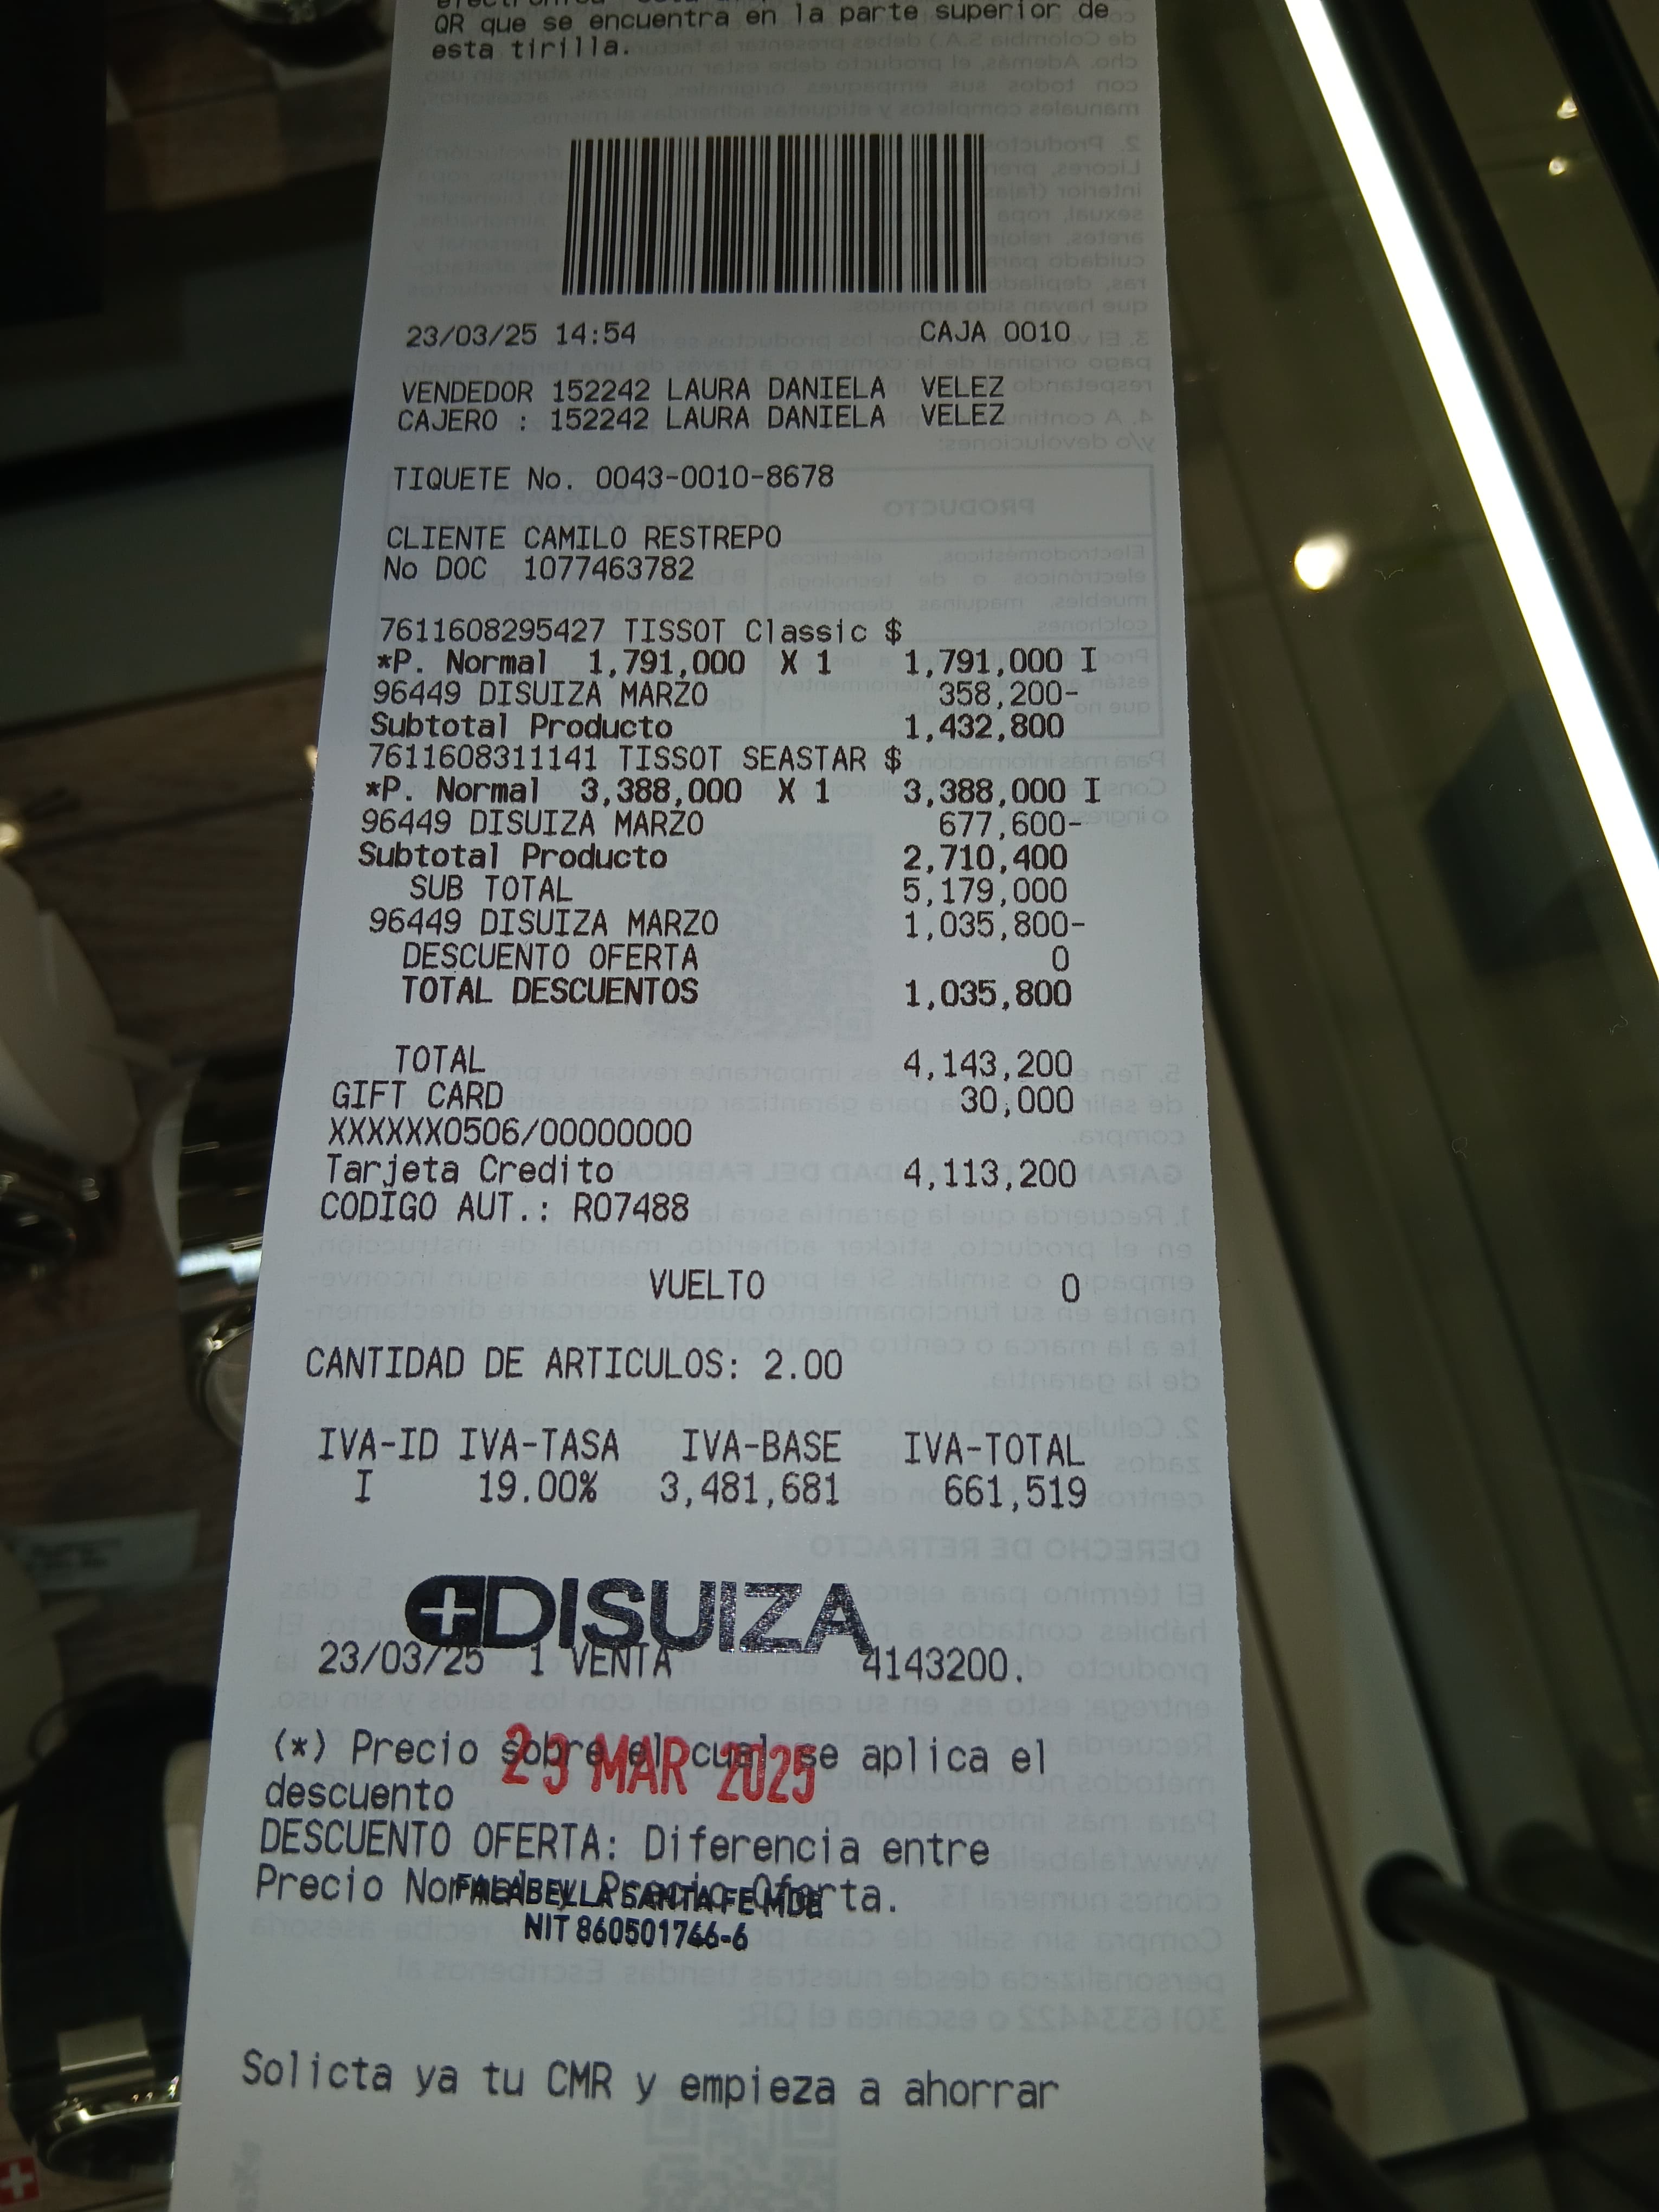 QR que se encuentra en la parte superior de
esta tirilla.
23/03/25 14:54 CAJA 0010
VENDEDOR 152242 LAURA DANIELA VELEZ
CAJERO : 152242 LAURA DANIELA VELEZ
TIQUETE No. 0043-0010-8678
CLIENTE CAMILO RESTREPO
No DOC 1077463782
7611608295427 TISSOT Classic $
*P. Normal 1,791,000 X 1 1,791,000 I
96449 DISUIZA MARZO 358,200-
Subtotal Producto 1,432,800
7611608311141 TISSOT SEASTAR $
*P. Normal 3,388,000 X 1 3,388,000 I
96449 DISUIZA MARZO 677,600-
Subtotal Producto 2,710,400
SUB TOTAL 5,179,000
96449 DISUIZA MARZO 1,035,800-
DESCUENTO OFERTA 0
TOTAL DESCUENTOS 1,035,800
TOTAL 4,143,200
GIFT CARD 30,000
XXXXXX0506/00000000
Tarjeta Credito 4,113,200
CODIGO AUT.: R07488
VUELTO 0
CANTIDAD DE ARTICULOS: 2.00
IVA-ID IVA-TASA IVA-BASE IVA-TOTAL
I 19.00% 3,481,681 661,519
DISUIZA
23/03/25 1 VENTA 4143200.
(*) Precio sobre el cual se aplica el
23 MAR 2025
descuento
DESCUENTO OFERTA: Diferencia entre
Precio Normal y Precio Oferta.
FALABELLA SANTA FE MDE
NIT 860501766-6
Solicta ya tu CMR y empieza a ahorrar